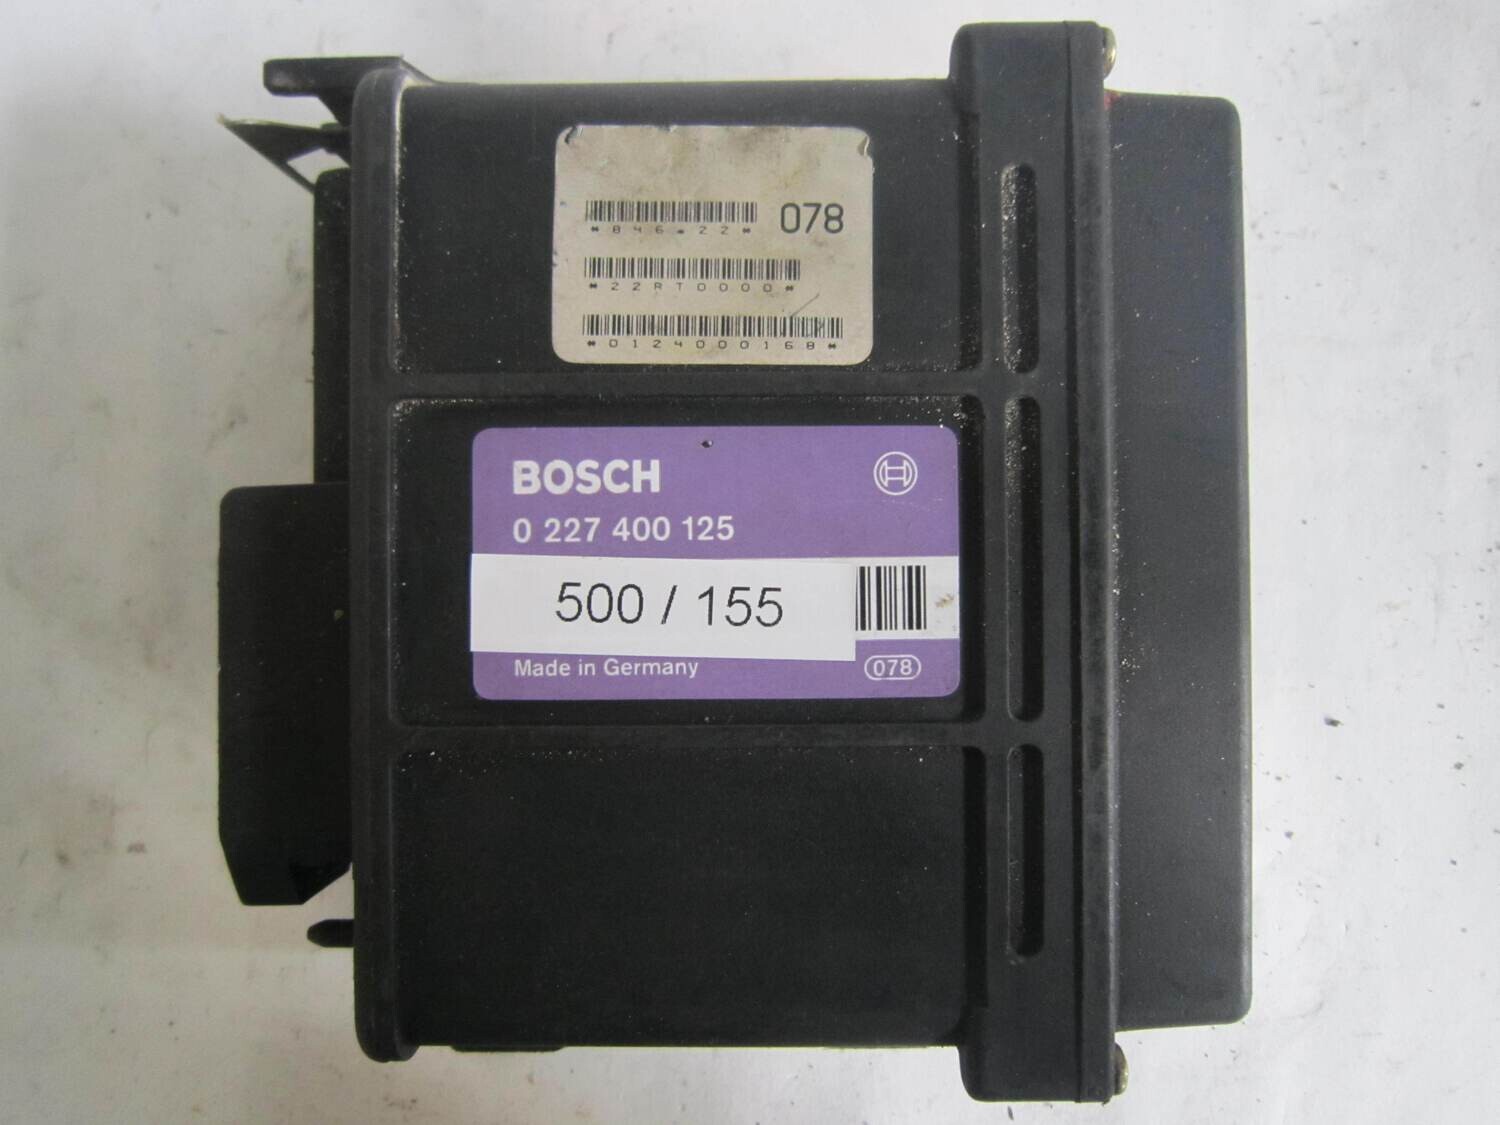 *846.22* 078
*22RT0000*
*0124000168*
BOSCH
0 227 400 125
500 / 155
Made in Germany 078